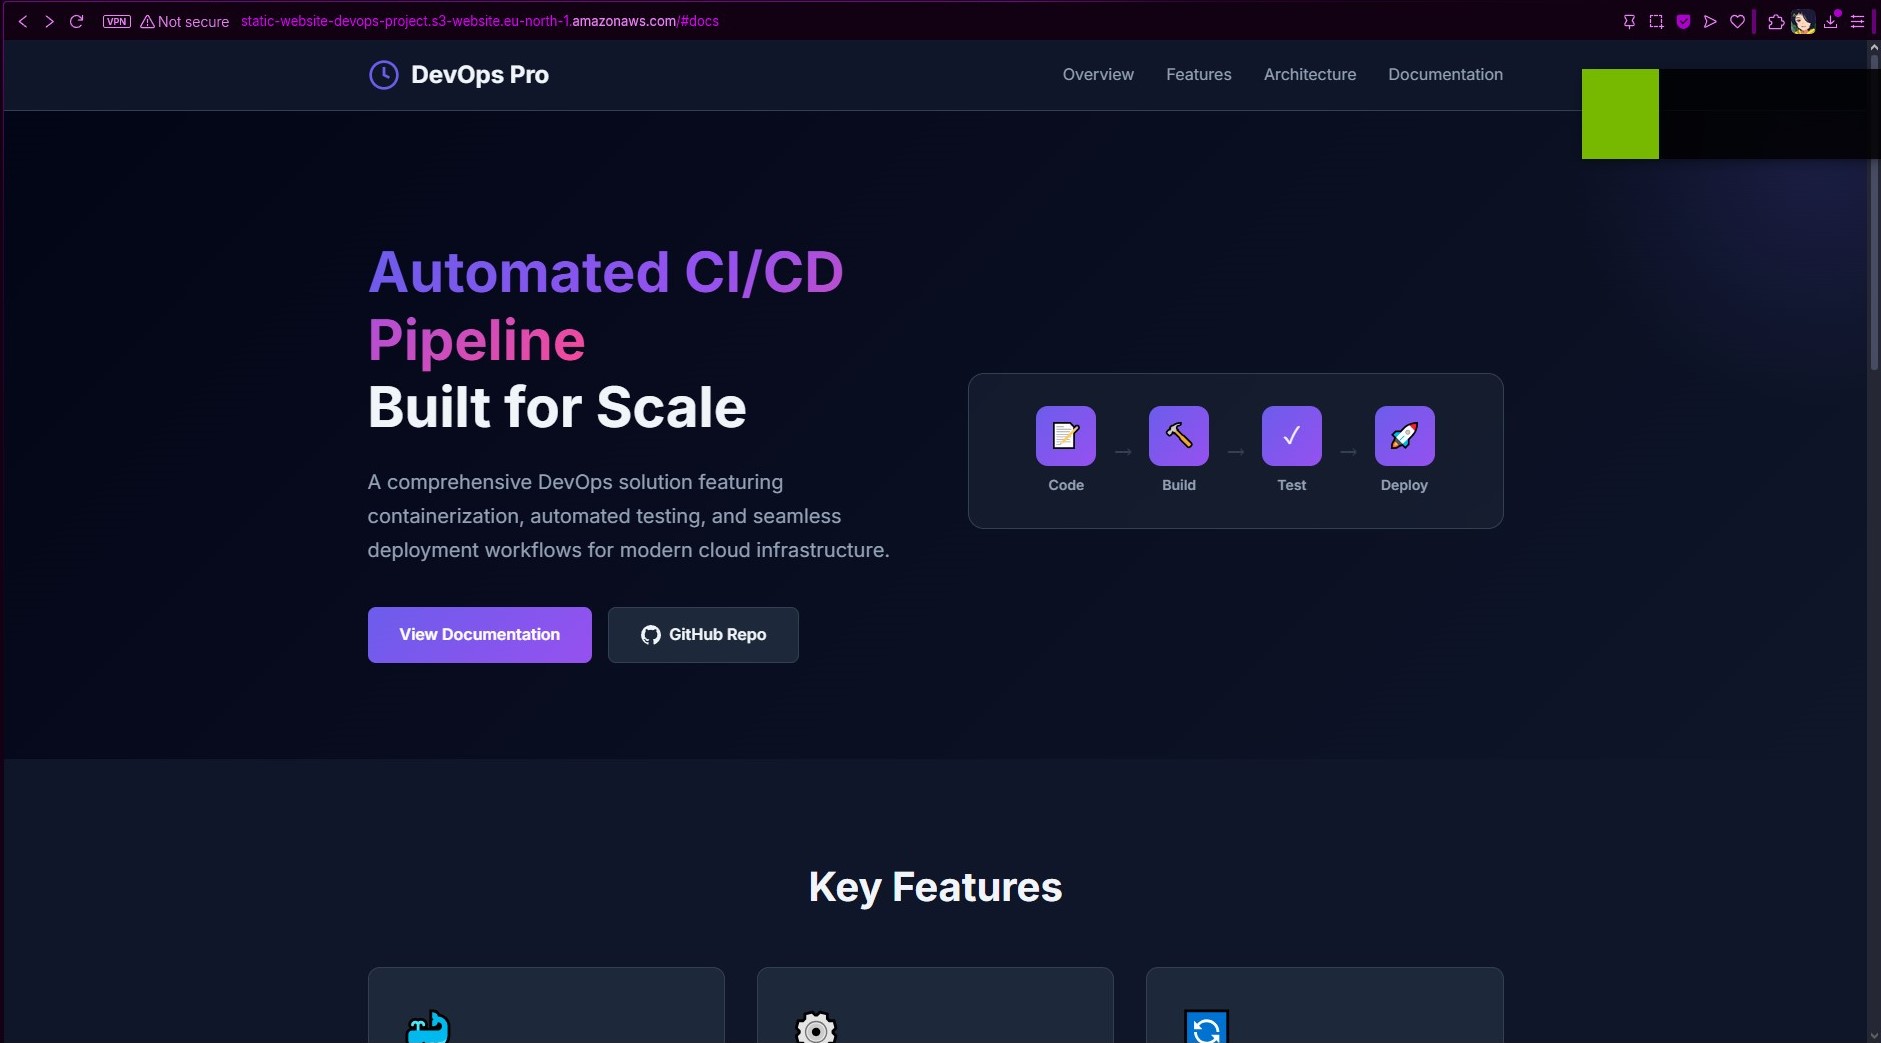 VPN
Not secure
static-website-devops-project.s3-website.eu-north-1.amazonaws.com/#docs
DevOps Pro
Overview
Features
Architecture
Documentation
Automated CI/CD
Pipeline
Built for Scale
A comprehensive DevOps solution featuring
containerization, automated testing, and seamless
deployment workflows for modern cloud infrastructure.
View Documentation
GitHub Repo
Code
→
Build
→
Test
→
Deploy
Key Features